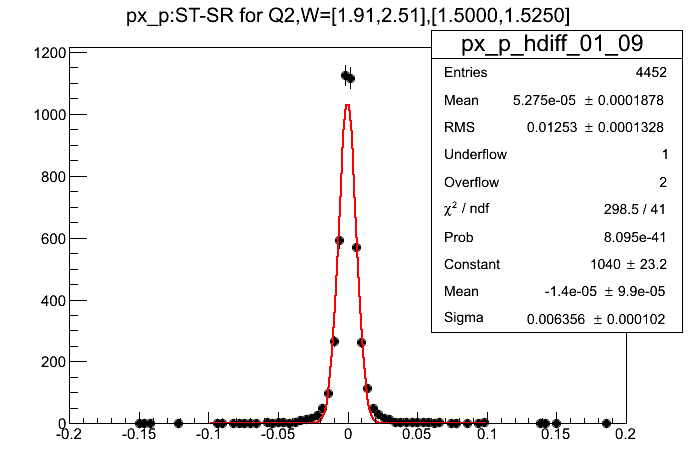 px_p:ST-SR for Q2,W=[1.91,2.51],[1.5000,1.5250]
px_p_hdiff_01_09
Entries 4452
Mean 5.275e-05 ± 0.0001878
RMS 0.01253 ± 0.0001328
Underflow 1
Overflow 2
χ² / ndf 298.5 / 41
Prob 8.095e-41
Constant 1040 ± 23.2
Mean -1.4e-05 ± 9.9e-05
Sigma 0.006356 ± 0.000102
1200
1000
800
600
400
200
0
-0.2 -0.15 -0.1 -0.05 0 0.05 0.1 0.15 0.2